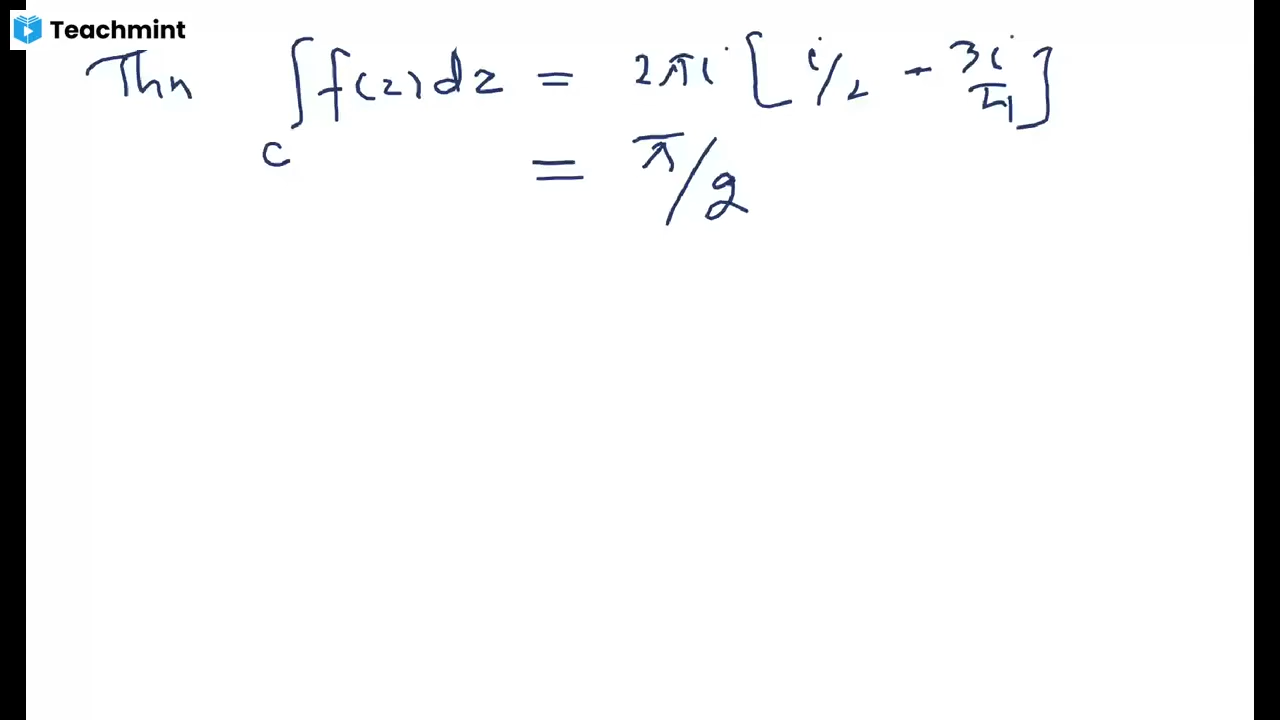 Teachmint
Thn ∫_C f(z) dz = 2πi [ i/2 - 3i/4 ]
= π/2